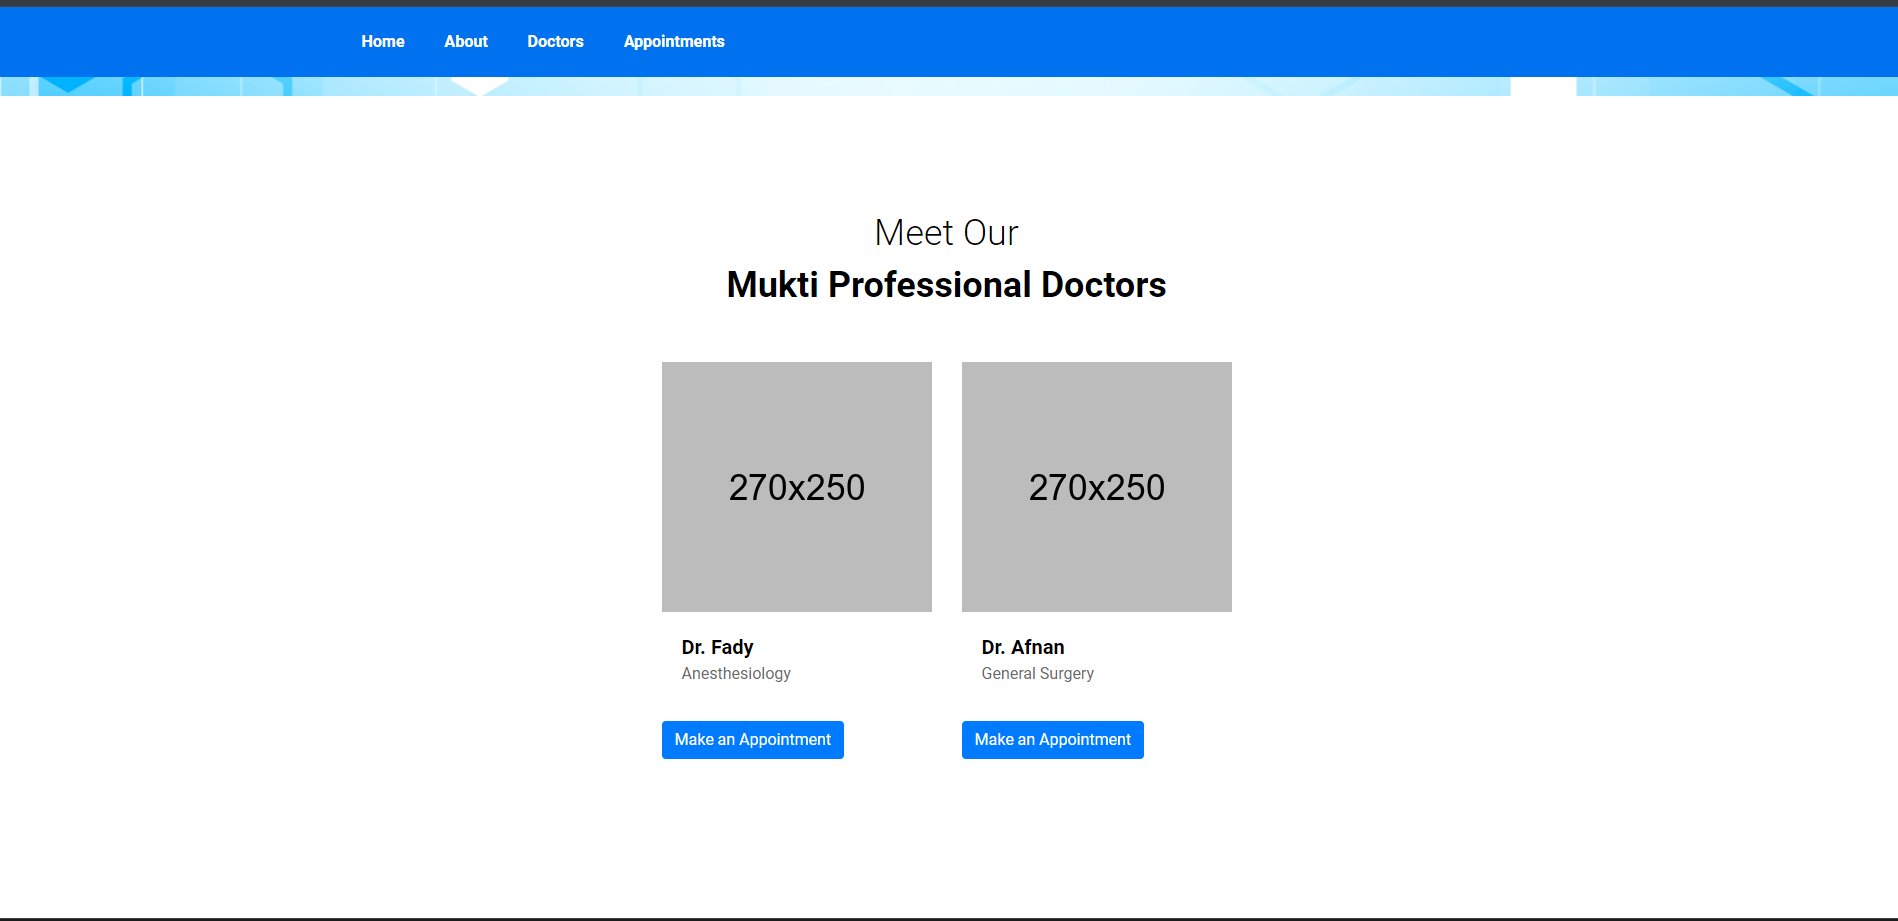 Home About Doctors Appointments
Meet Our
Mukti Professional Doctors
270x250 270x250
Dr. Fady
Anesthesiology
Make an Appointment
Dr. Afnan
General Surgery
Make an Appointment